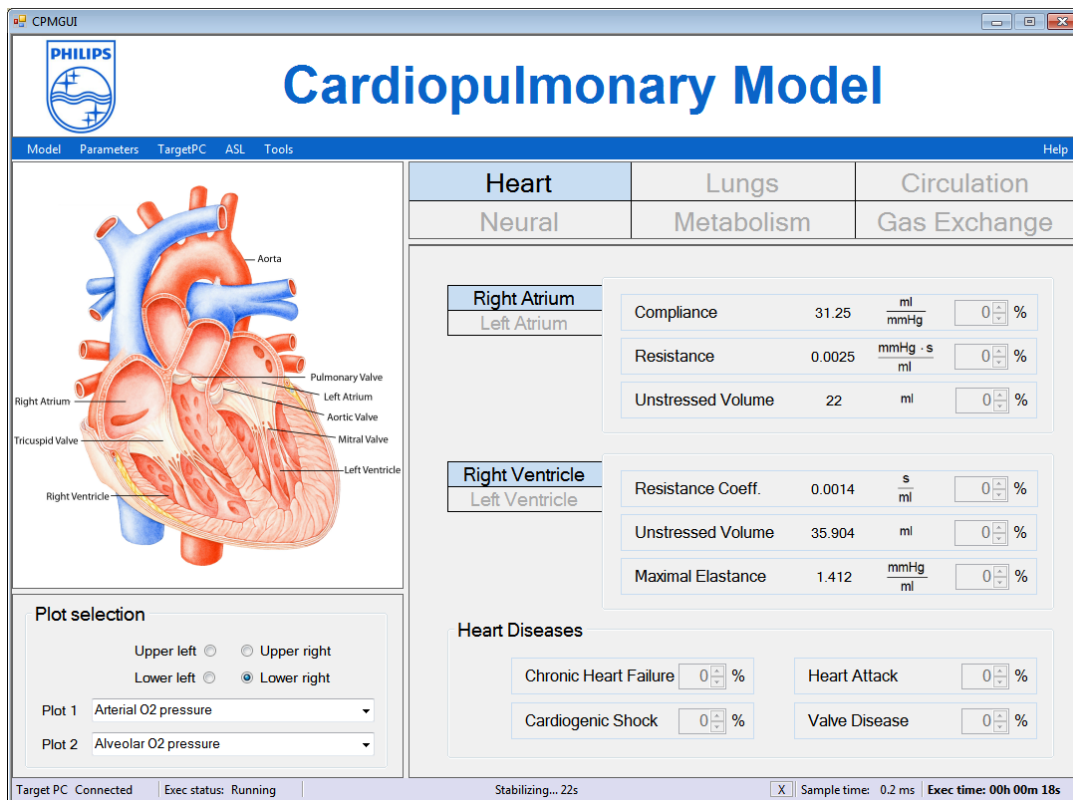 CPMGUI
PHILIPS
Cardiopulmonary Model
Model Parameters TargetPC ASL Tools Help
Heart Lungs Circulation
Neural Metabolism Gas Exchange
Aorta
Pulmonary Valve
Left Atrium
Right Atrium
Aortic Valve
Tricuspid Valve
Mitral Valve
Left Ventricle
Right Ventricle
Right Atrium
Left Atrium
Compliance 31.25 ml/mmHg 0 %
Resistance 0.0025 mmHg · s/ml 0 %
Unstressed Volume 22 ml 0 %
Right Ventricle
Left Ventricle
Resistance Coeff. 0.0014 s/ml 0 %
Unstressed Volume 35.904 ml 0 %
Maximal Elastance 1.412 mmHg/ml 0 %
Heart Diseases
Chronic Heart Failure 0 % Heart Attack 0 %
Cardiogenic Shock 0 % Valve Disease 0 %
Plot selection
Upper left Upper right
Lower left Lower right
Plot 1 Arterial O2 pressure
Plot 2 Alveolar O2 pressure
Target PC Connected Exec status: Running Stabilizing... 22s X Sample time: 0.2 ms Exec time: 00h 00m 18s